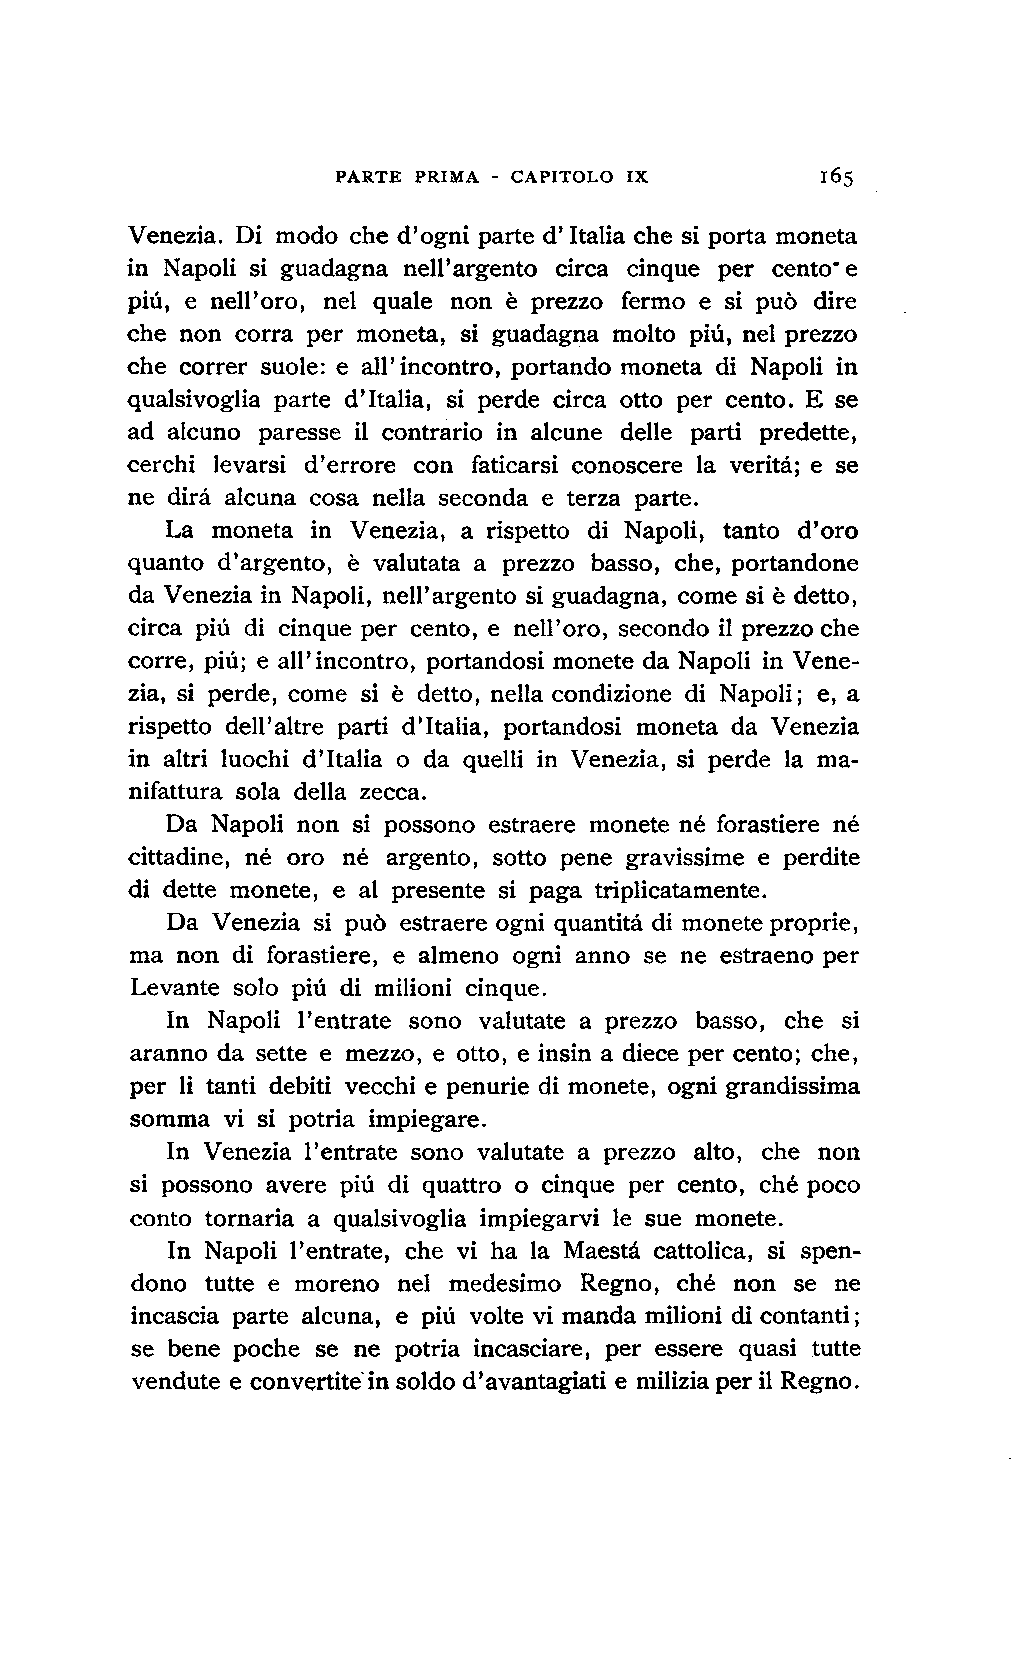 PARTE PRIMA - CAPITOLO IX 165
Venezia. Di modo che d'ogni parte d'Italia che si porta moneta
in Napoli si guadagna nell'argento circa cinque per cento e
piú, e nell'oro, nel quale non è prezzo fermo e si può dire
che non corra per moneta, si guadagna molto piú, nel prezzo
che correr suole: e all'incontro, portando moneta di Napoli in
qualsivoglia parte d'Italia, si perde circa otto per cento. E se
ad alcuno paresse il contrario in alcune delle parti predette,
cerchi levarsi d'errore con faticarsi conoscere la veritá; e se
ne dirá alcuna cosa nella seconda e terza parte.
La moneta in Venezia, a rispetto di Napoli, tanto d'oro
quanto d'argento, è valutata a prezzo basso, che, portandone
da Venezia in Napoli, nell'argento si guadagna, come si è detto,
circa piú di cinque per cento, e nell'oro, secondo il prezzo che
corre, piú; e all'incontro, portandosi monete da Napoli in Vene-
zia, si perde, come si è detto, nella condizione di Napoli; e, a
rispetto dell'altre parti d'Italia, portandosi moneta da Venezia
in altri luochi d'Italia o da quelli in Venezia, si perde la ma-
nifattura sola della zecca.
Da Napoli non si possono estraere monete né forastiere né
cittadine, né oro né argento, sotto pene gravissime e perdite
di dette monete, e al presente si paga triplicatamente.
Da Venezia si può estraere ogni quantitá di monete proprie,
ma non di forastiere, e almeno ogni anno se ne estraeno per
Levante solo piú di milioni cinque.
In Napoli l'entrate sono valutate a prezzo basso, che si
aranno da sette e mezzo, e otto, e insin a diece per cento; che,
per li tanti debiti vecchi e penurie di monete, ogni grandissima
somma vi si potria impiegare.
In Venezia l'entrate sono valutate a prezzo alto, che non
si possono avere piú di quattro o cinque per cento, ché poco
conto tornaria a qualsivoglia impiegarvi le sue monete.
In Napoli l'entrate, che vi ha la Maestá cattolica, si spen-
dono tutte e moreno nel medesimo Regno, ché non se ne
incascia parte alcuna, e piú volte vi manda milioni di contanti;
se bene poche se ne potria incasciare, per essere quasi tutte
vendute e convertite in soldo d'avantagiati e milizia per il Regno.